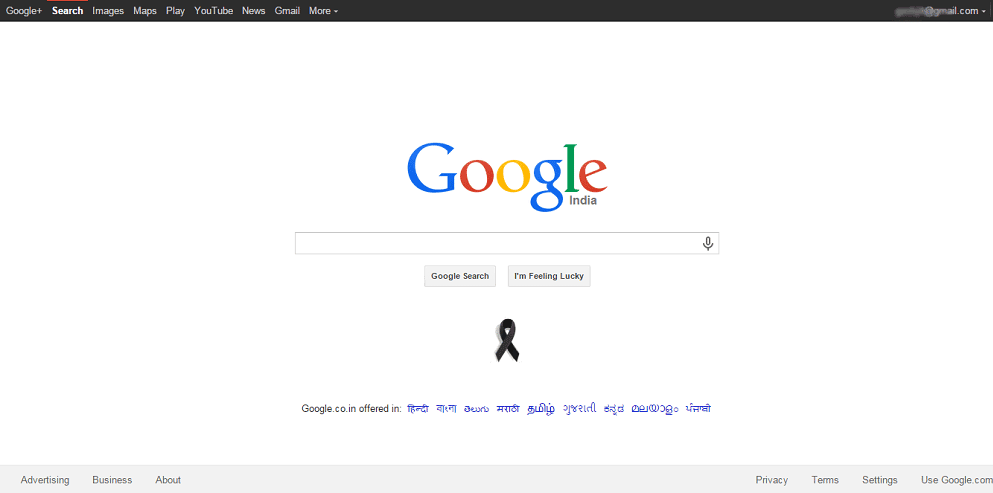 Google+ Search Images Maps Play YouTube News Gmail More
@gmail.com
Google
India
Google Search I'm Feeling Lucky
Google.co.in offered in: हिन्दी বাংলা తెలుగు मराठी தமிழ் ગુજરાતી ಕನ್ನಡ മലയാളം ਪੰਜਾਬੀ
Advertising Business About Privacy Terms Settings Use Google.com